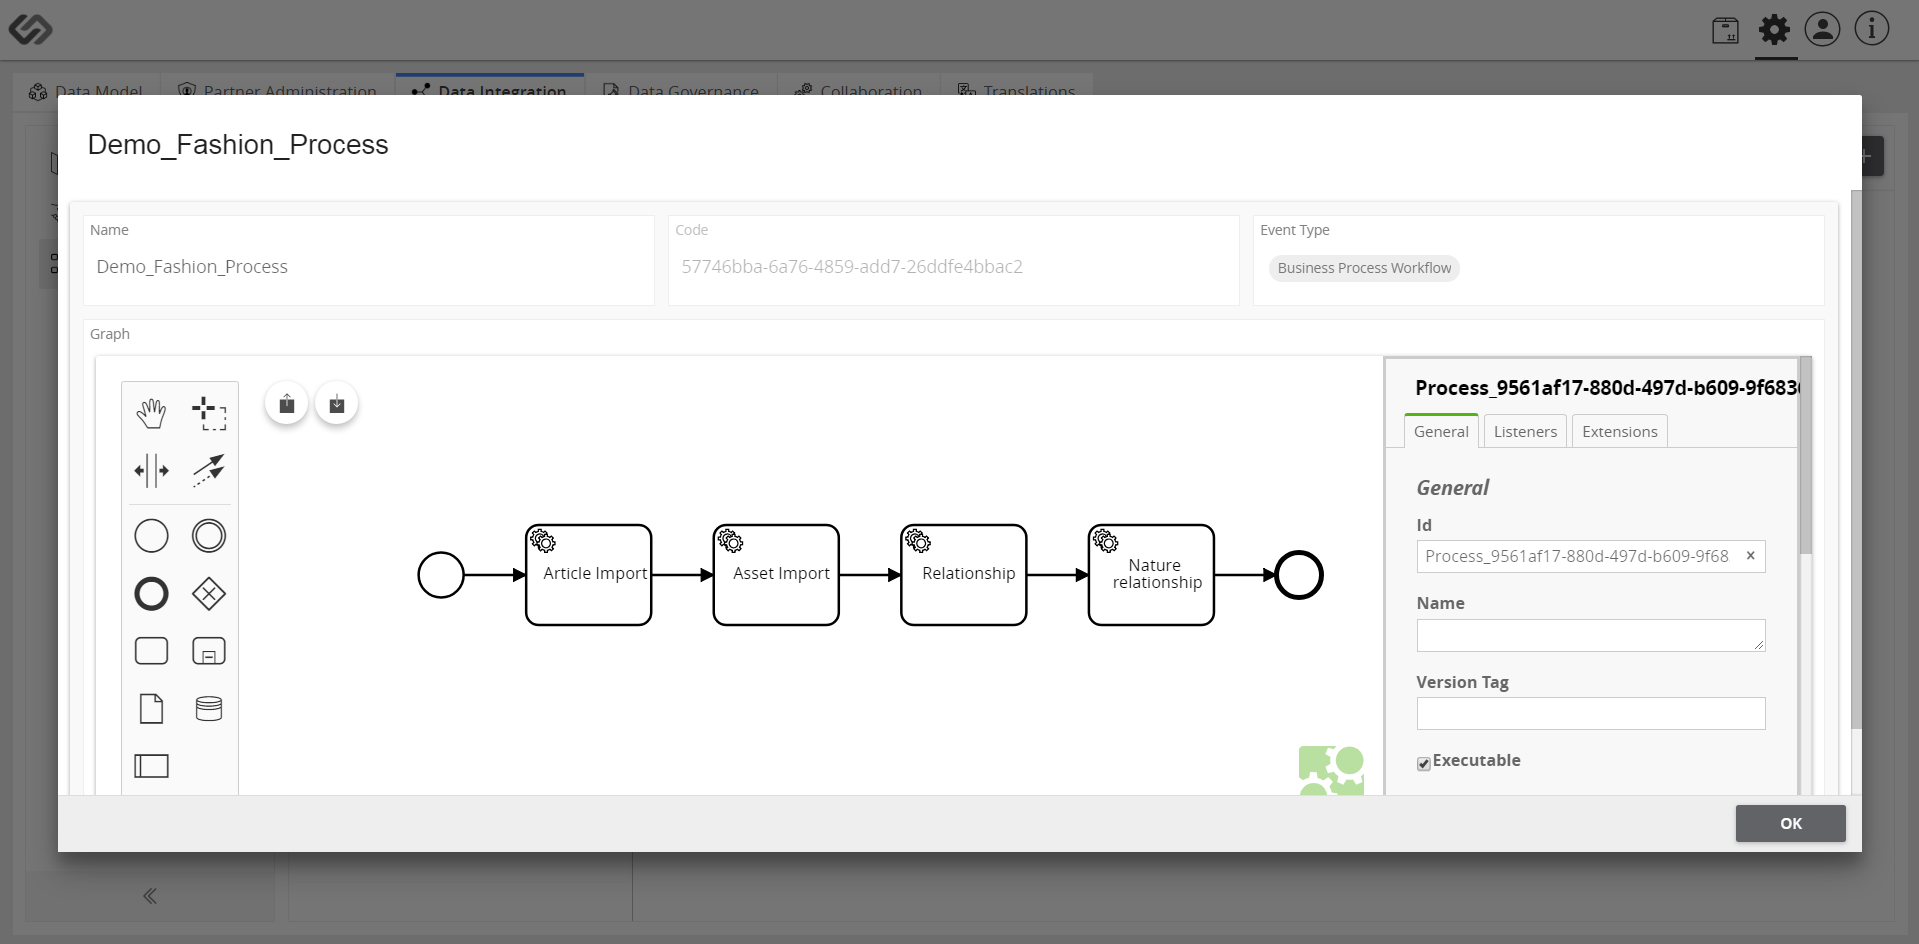 Data Model
Partner Administration
Data Integration
Data Governance
Collaboration
Translations
Demo_Fashion_Process
Name
Demo_Fashion_Process
Code
57746bba-6a76-4859-add7-26ddfe4bbac2
Event Type
Business Process Workflow
Graph
Article Import
Asset Import
Relationship
Nature
relationship
Process_9561af17-880d-497d-b609-9f683
General
Listeners
Extensions
General
Id
Process_9561af17-880d-497d-b609-9f68
Name
Version Tag
Executable
OK